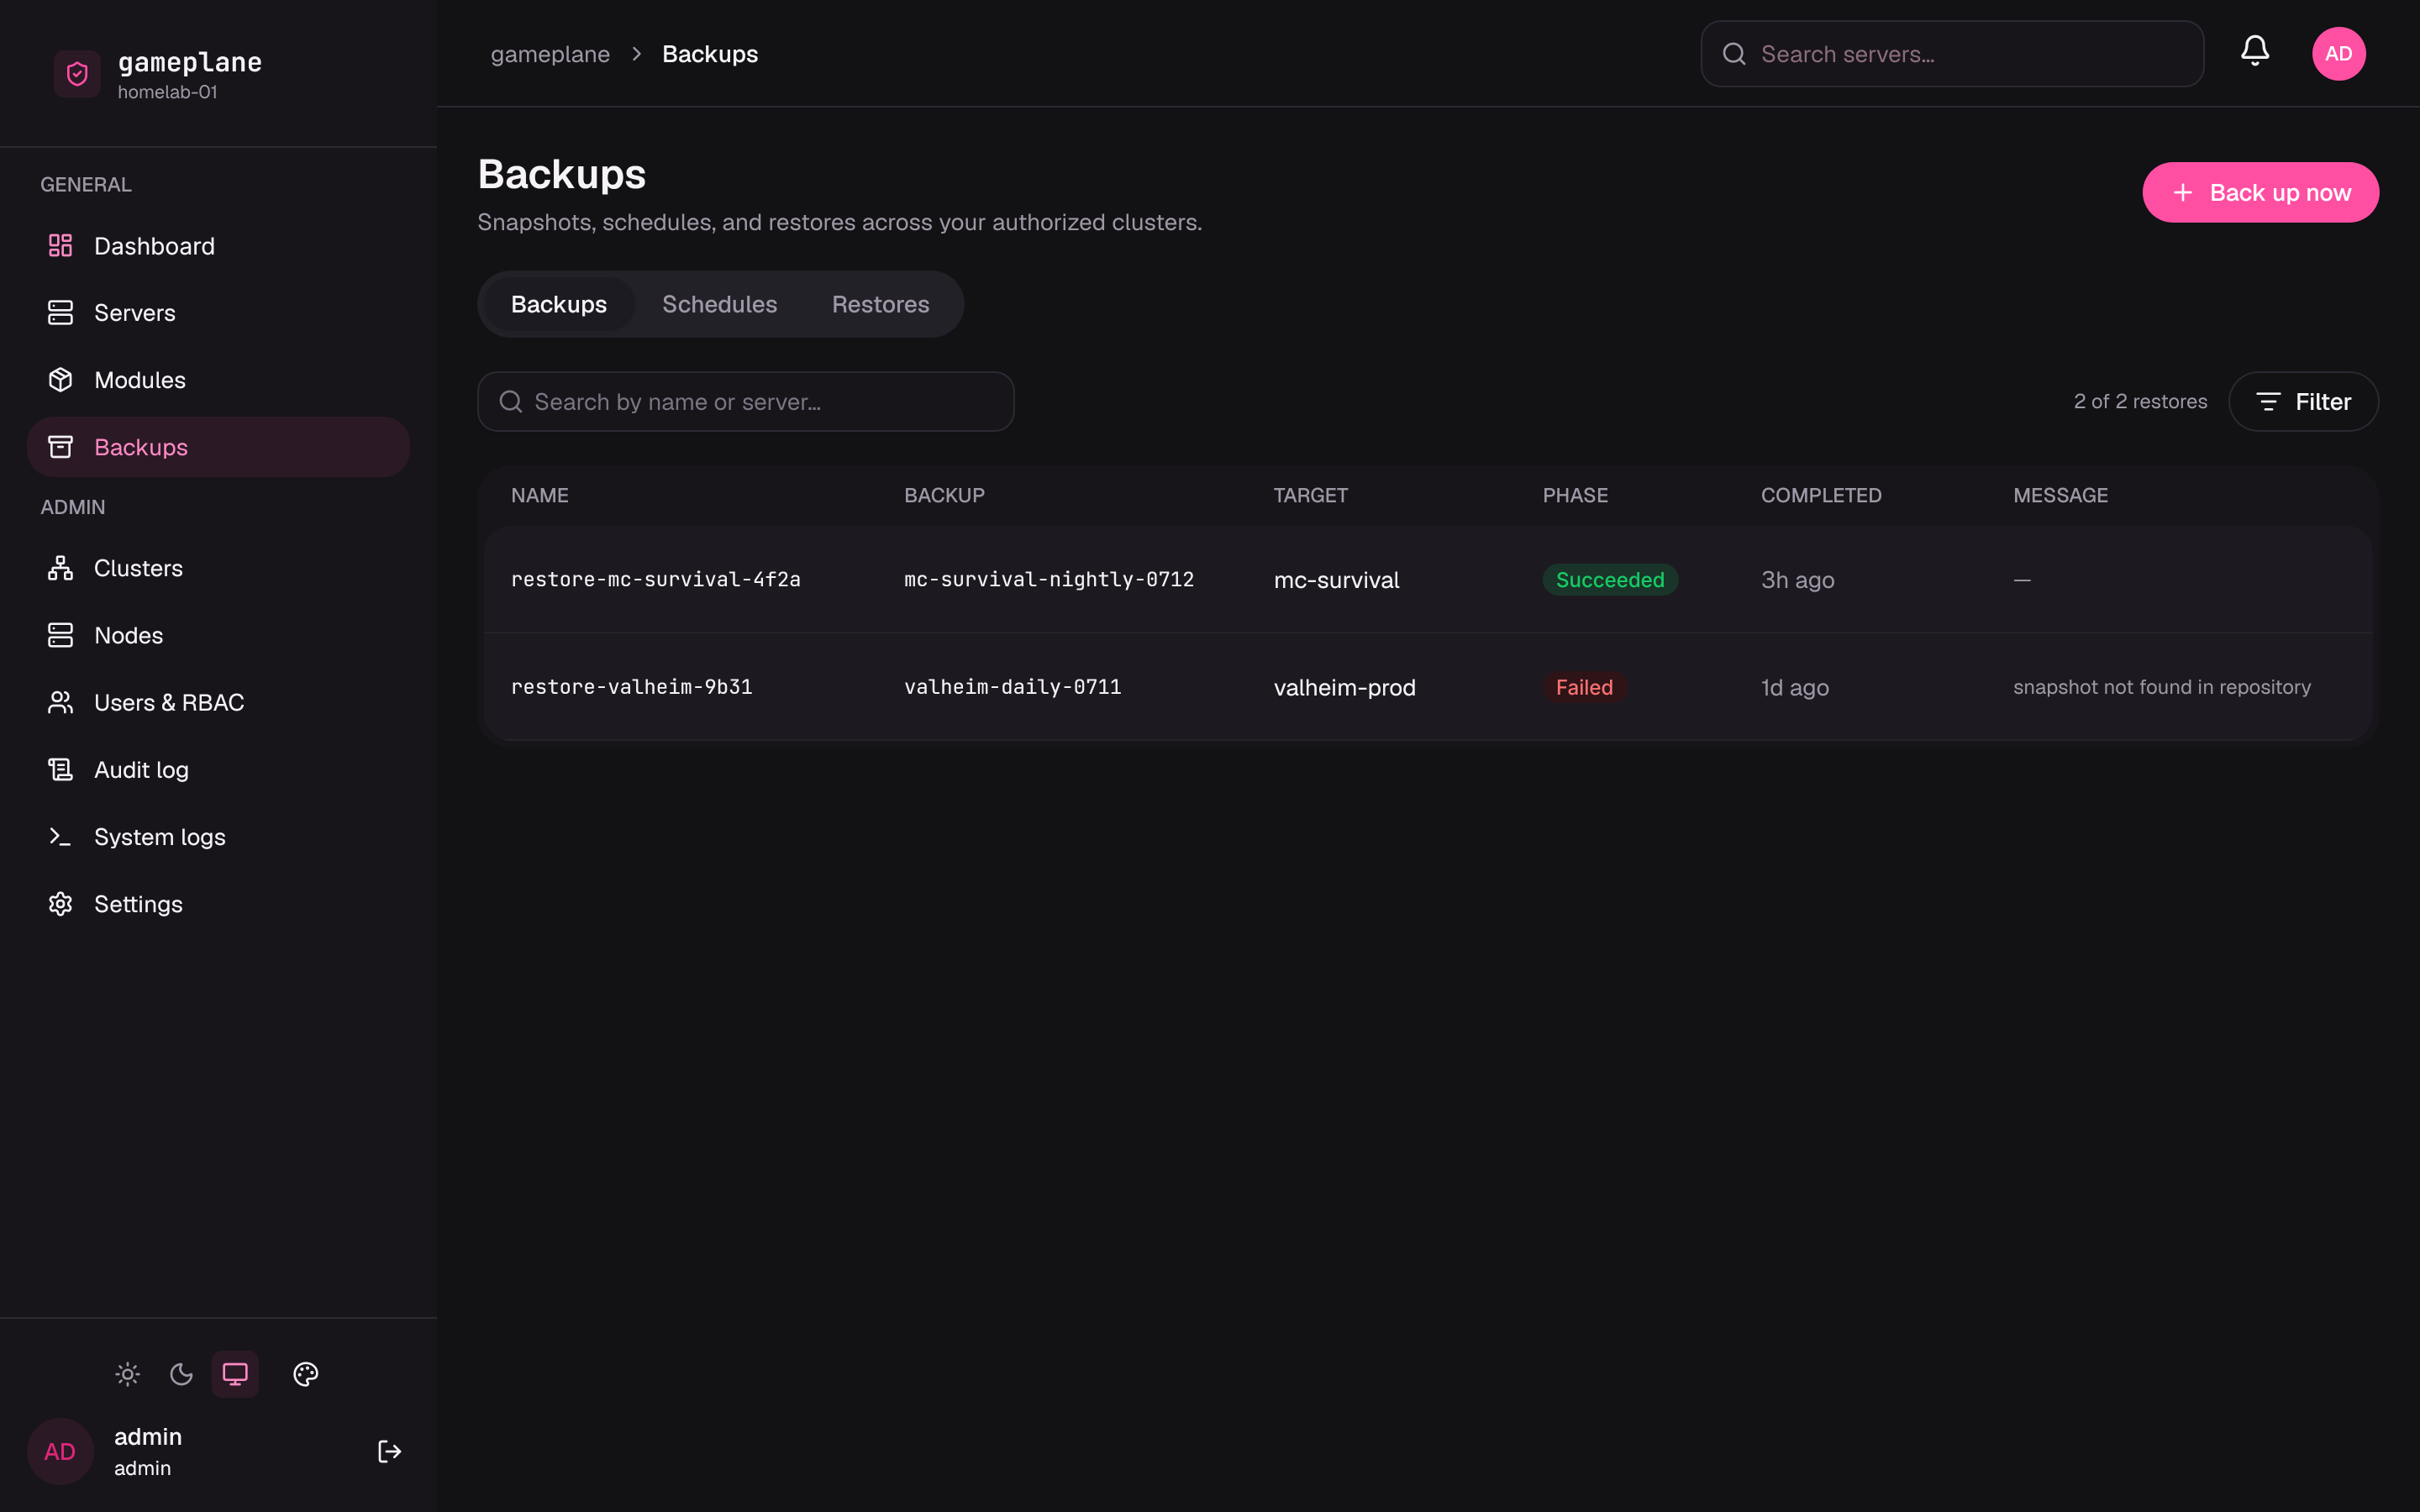 gameplane
homelab-01
GENERAL
Dashboard
Servers
Modules
Backups
ADMIN
Clusters
Nodes
Users & RBAC
Audit log
System logs
Settings
AD
admin
admin
gameplane > Backups
Search servers…
AD
Backups
Snapshots, schedules, and restores across your authorized clusters.
Back up now
Backups Schedules Restores
Search by name or server…
2 of 2 restores
Filter
NAME BACKUP TARGET PHASE COMPLETED MESSAGE
restore-mc-survival-4f2a mc-survival-nightly-0712 mc-survival Succeeded 3h ago —
restore-valheim-9b31 valheim-daily-0711 valheim-prod Failed 1d ago snapshot not found in repository